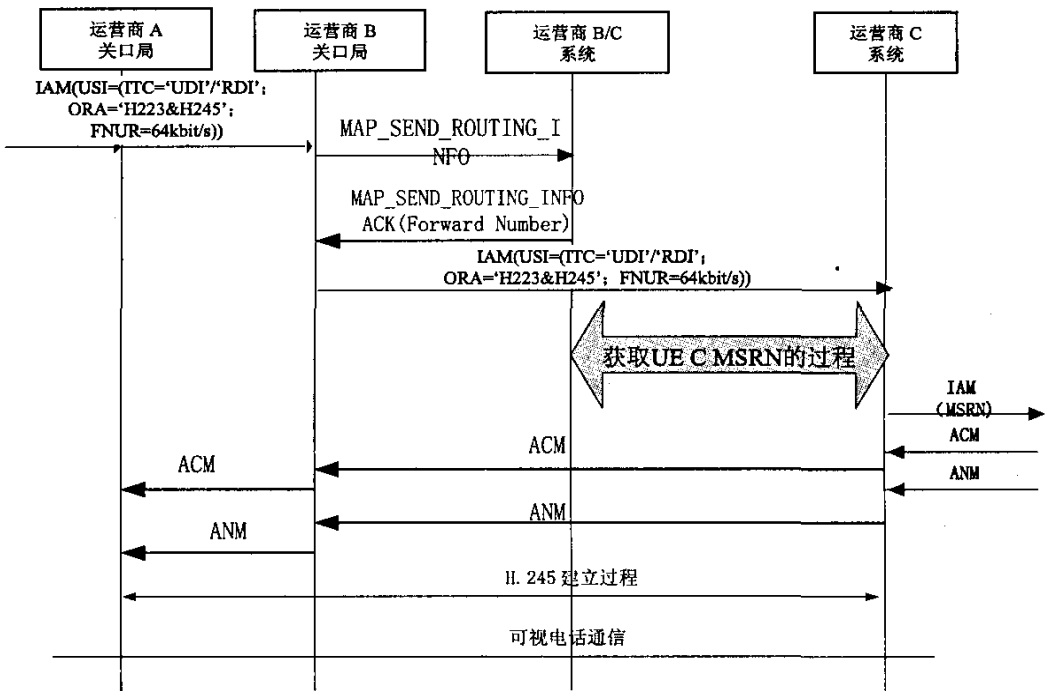 运营商 A
关口局
运营商 B
关口局
运营商 B/C
系统
运营商 C
系统
IAM(USI=(ITC=‘UDI’/‘RDI’;
ORA=‘H223&H245’;
FNUR=64kbit/s))
MAP_SEND_ROUTING_I
NFO
MAP_SEND_ROUTING_INFO
ACK(Forward Number)
IAM(USI=(ITC=‘UDI’/‘RDI’;
ORA=‘H223&H245’; FNUR=64kbit/s))
获取UE C MSRN的过程
IAM
(MSRN)
ACM
ACM
ACM
ANM
ANM
ANM
H. 245 建立过程
可视电话通信